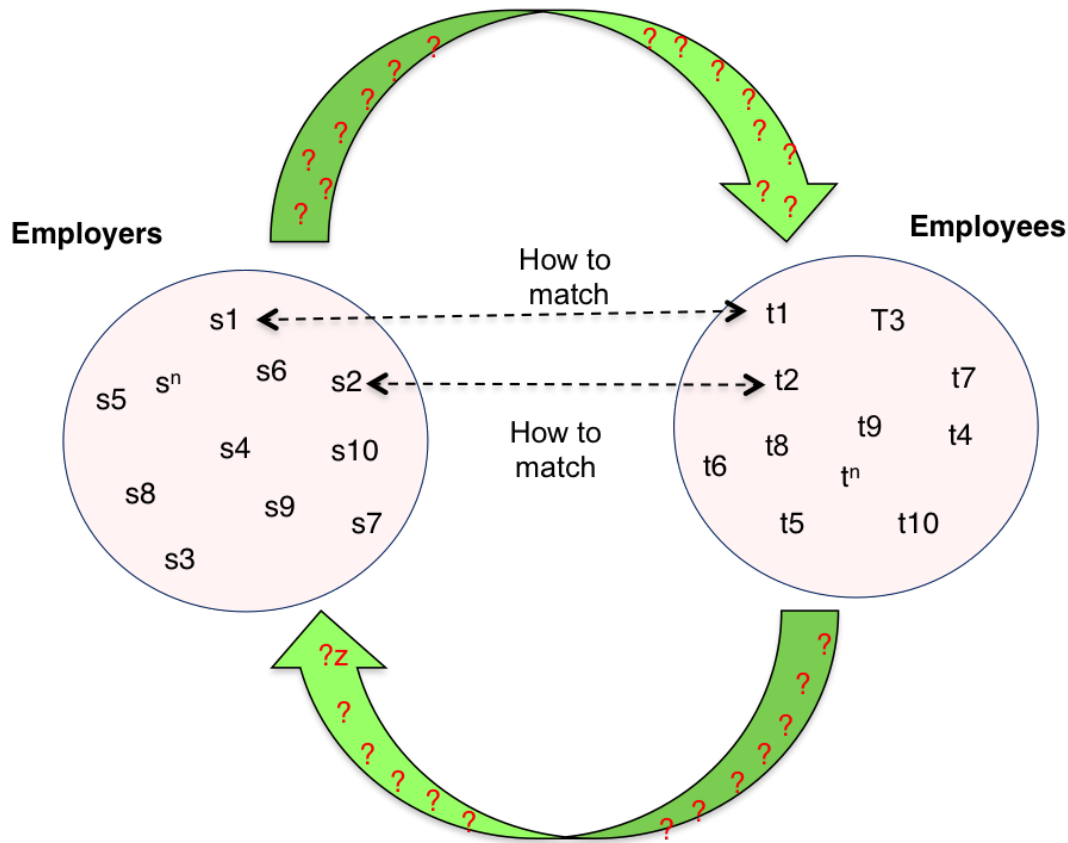 ? ? ? ? ? ? ?
? ? ? ? ? ? ? ?
Employers
Employees
How to
match
s1
t1
T3
s6
s2
t2
t7
s5
sⁿ
s4
s10
t8
t9
t4
How to
match
t6
tⁿ
s8
s9
s7
t5
t10
s3
?z
? ? ? ? ?
? ? ? ? ? ? ?